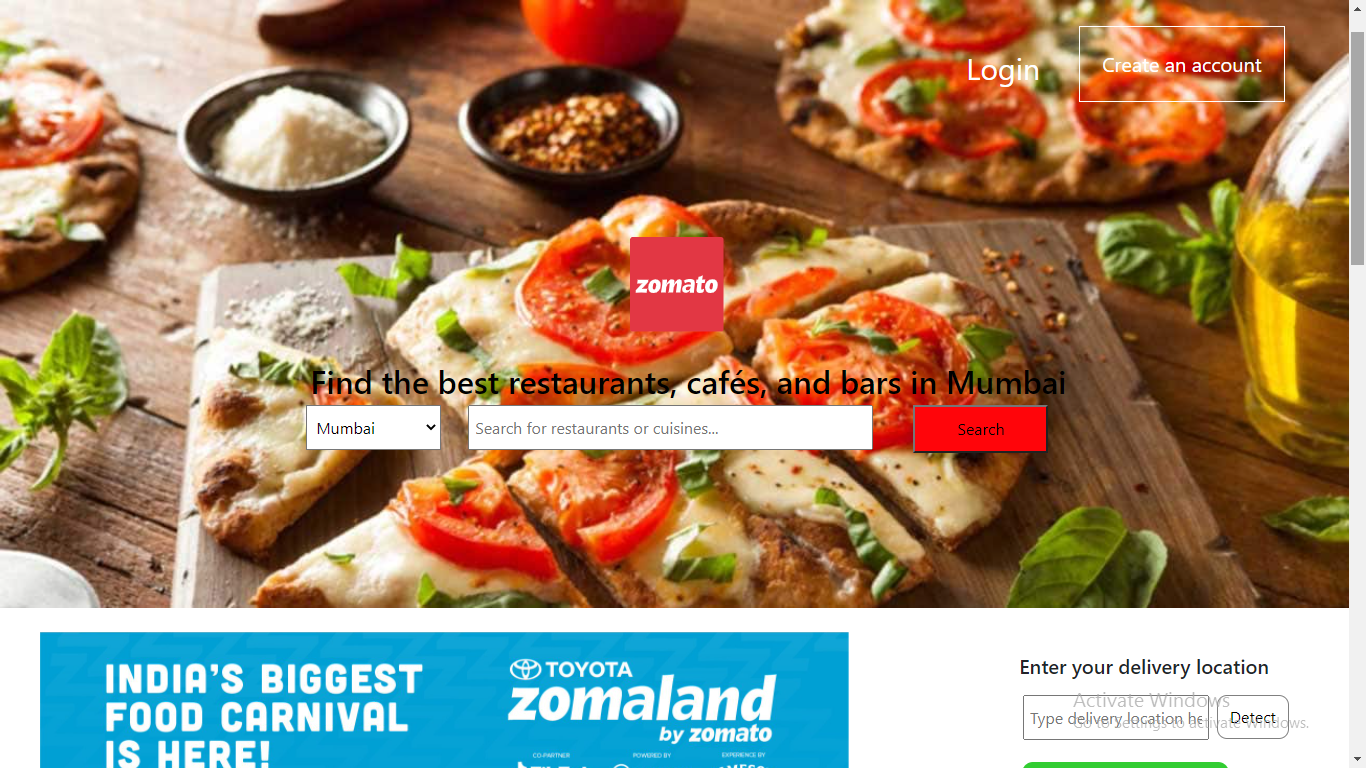 Login
Create an account
zomato
Find the best restaurants, cafés, and bars in Mumbai
Mumbai
Search for restaurants or cuisines...
Search
INDIA'S BIGGEST
FOOD CARNIVAL
IS HERE!
TOYOTA
zomaland
by zomato
CO-PARTNER
POWERED BY
EXPERIENCE BY
Enter your delivery location
Type delivery location he
Detect
Activate Windows
Go to Settings to activate Windows.